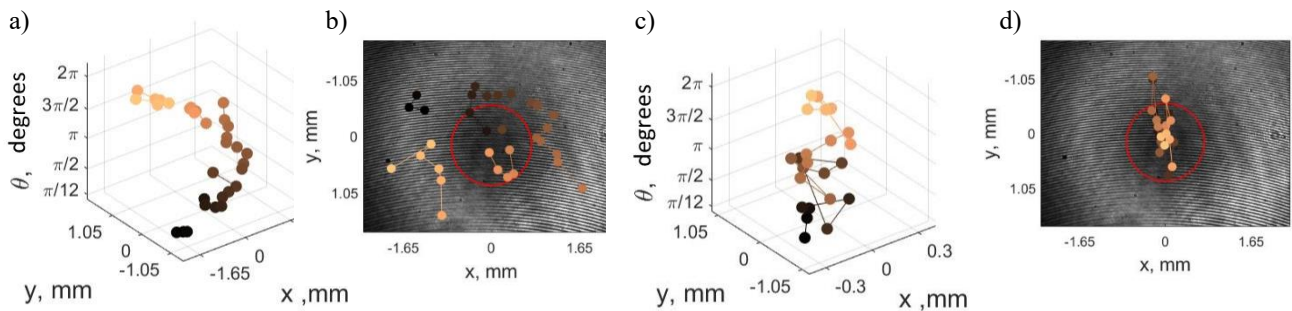 a)
2π
3π/2
π
π/2
π/12
θ, degrees
1.05
0
-1.05
y, mm
-1.65
0
x ,mm
b)
-1.05
0
1.05
y, mm
-1.65
0
1.65
x, mm
c)
2π
3π/2
π
π/2
π/12
θ, degrees
1.05
0
-1.05
y, mm
-0.3
0
0.3
x, mm
d)
-1.05
0
1.05
y, mm
-1.65
0
1.65
x, mm